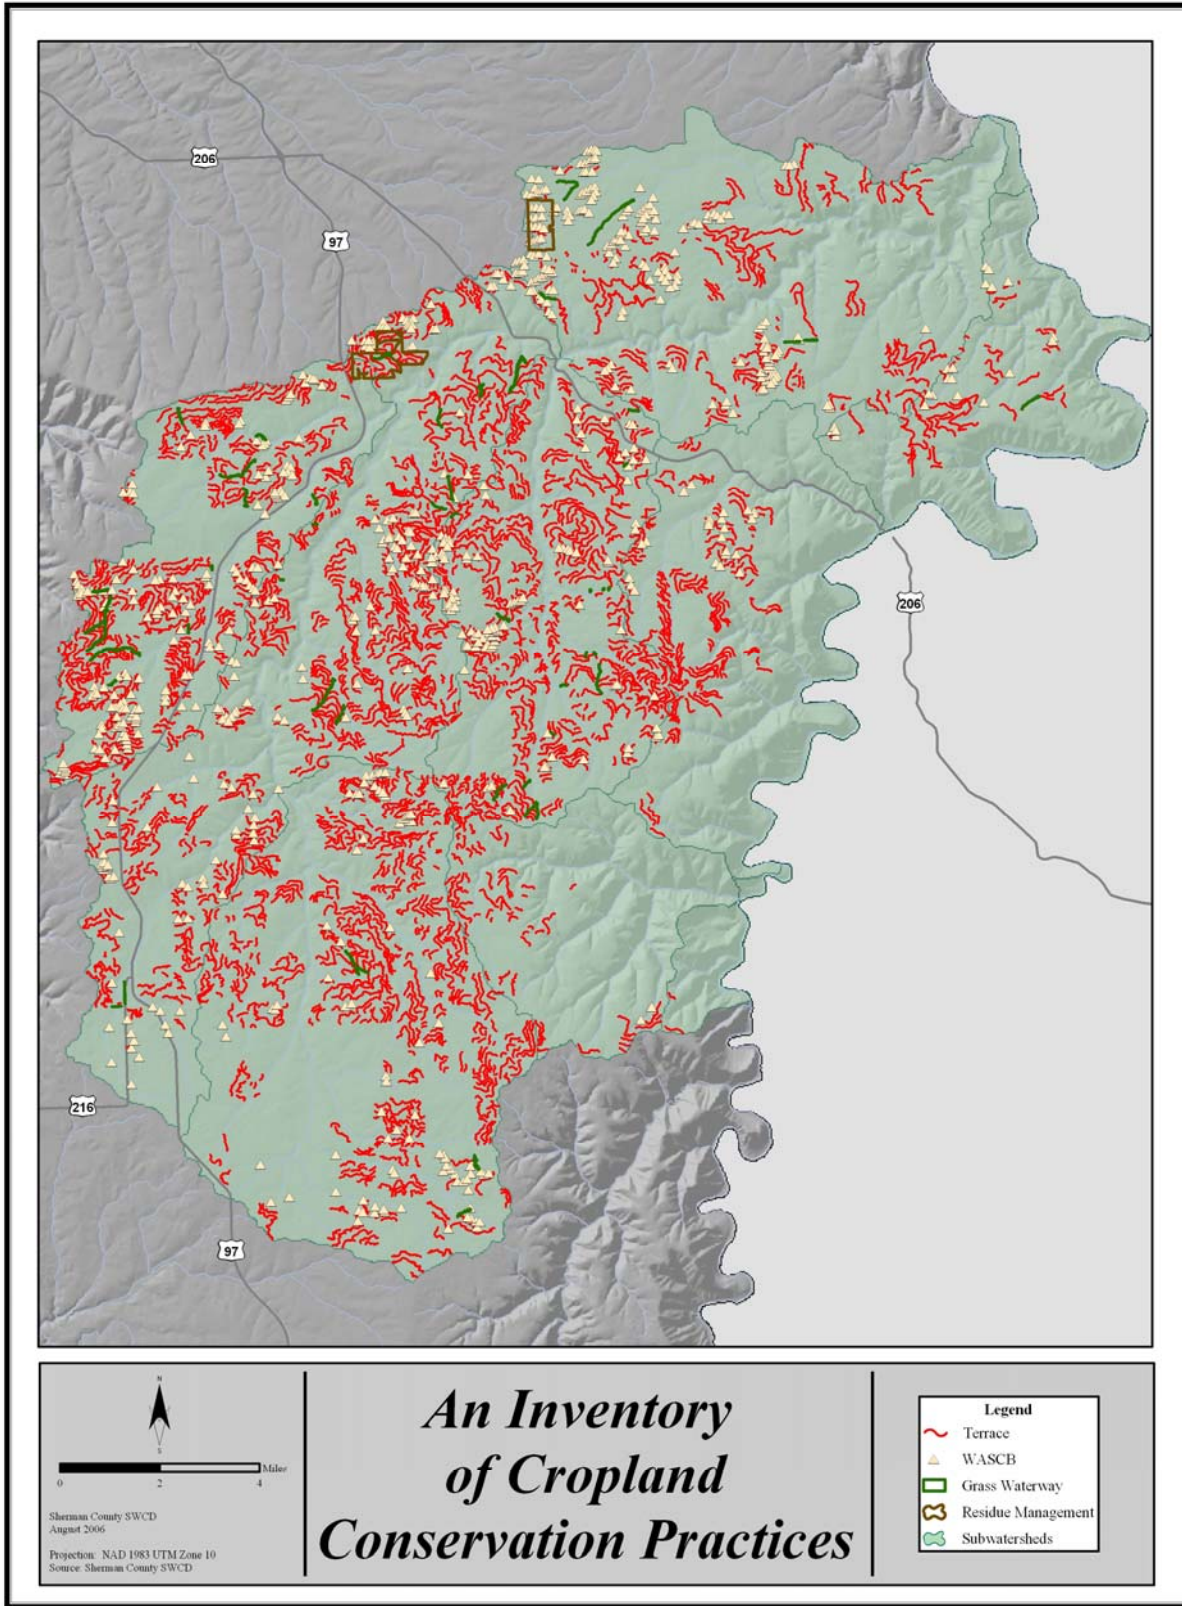 206
97
206
216
97
N
S
0 2 4 Miles
Sherman County SWCD
August 2006
Projection: NAD 1983 UTM Zone 10
Source: Sherman County SWCD
An Inventory
of Cropland
Conservation Practices
Legend
Terrace
WASCB
Grass Waterway
Residue Management
Subwatersheds